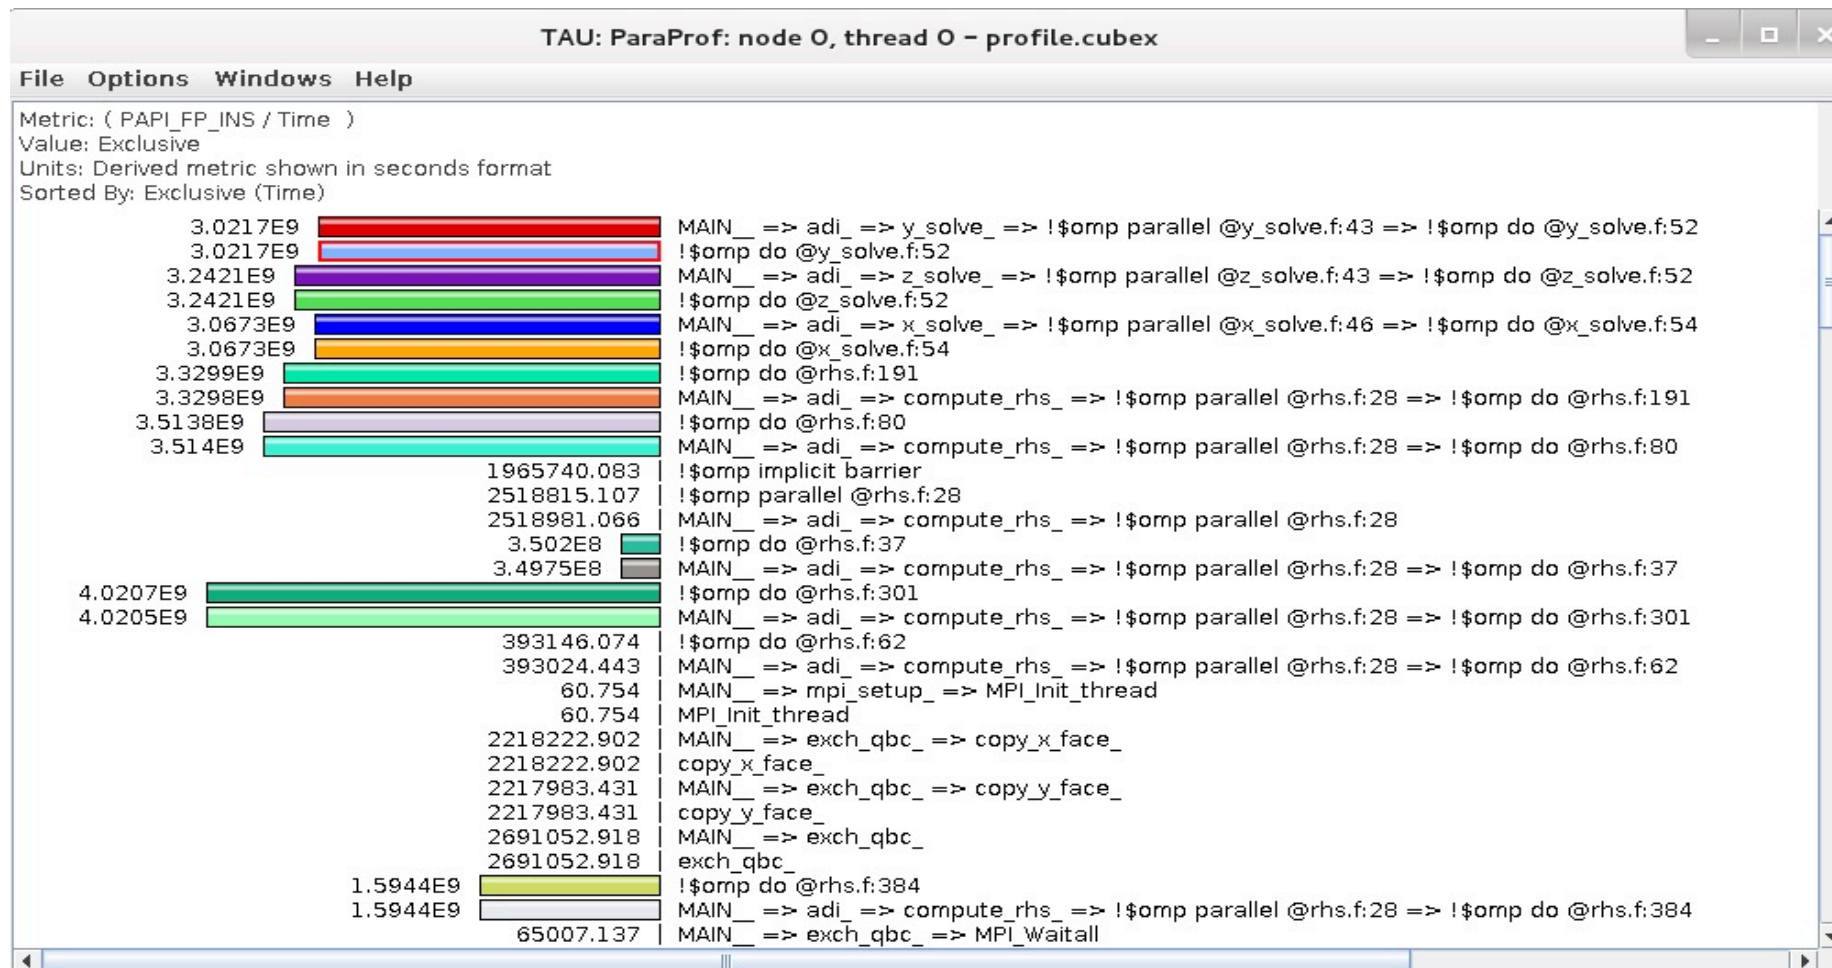 TAU: ParaProf: node 0, thread 0 – profile.cubex
File Options Windows Help
Metric: ( PAPI_FP_INS / Time )
Value: Exclusive
Units: Derived metric shown in seconds format
Sorted By: Exclusive (Time)
3.0217E9 MAIN__ => adi_ => y_solve_ => !$omp parallel @y_solve.f:43 => !$omp do @y_solve.f:52
3.0217E9 !$omp do @y_solve.f:52
3.2421E9 MAIN__ => adi_ => z_solve_ => !$omp parallel @z_solve.f:43 => !$omp do @z_solve.f:52
3.2421E9 !$omp do @z_solve.f:52
3.0673E9 MAIN__ => adi_ => x_solve_ => !$omp parallel @x_solve.f:46 => !$omp do @x_solve.f:54
3.0673E9 !$omp do @x_solve.f:54
3.3299E9 !$omp do @rhs.f:191
3.3298E9 MAIN__ => adi_ => compute_rhs_ => !$omp parallel @rhs.f:28 => !$omp do @rhs.f:191
3.5138E9 !$omp do @rhs.f:80
3.514E9 MAIN__ => adi_ => compute_rhs_ => !$omp parallel @rhs.f:28 => !$omp do @rhs.f:80
1965740.083 !$omp implicit barrier
2518815.107 !$omp parallel @rhs.f:28
2518981.066 MAIN__ => adi_ => compute_rhs_ => !$omp parallel @rhs.f:28
3.502E8 !$omp do @rhs.f:37
3.4975E8 MAIN__ => adi_ => compute_rhs_ => !$omp parallel @rhs.f:28 => !$omp do @rhs.f:37
4.0207E9 !$omp do @rhs.f:301
4.0205E9 MAIN__ => adi_ => compute_rhs_ => !$omp parallel @rhs.f:28 => !$omp do @rhs.f:301
393146.074 !$omp do @rhs.f:62
393024.443 MAIN__ => adi_ => compute_rhs_ => !$omp parallel @rhs.f:28 => !$omp do @rhs.f:62
60.754 MAIN__ => mpi_setup_ => MPI_Init_thread
60.754 MPI_Init_thread
2218222.902 MAIN__ => exch_qbc_ => copy_x_face_
2218222.902 copy_x_face_
2217983.431 MAIN__ => exch_qbc_ => copy_y_face_
2217983.431 copy_y_face_
2691052.918 MAIN__ => exch_qbc_
2691052.918 exch_qbc_
1.5944E9 !$omp do @rhs.f:384
1.5944E9 MAIN__ => adi_ => compute_rhs_ => !$omp parallel @rhs.f:28 => !$omp do @rhs.f:384
65007.137 MAIN__ => exch_qbc_ => MPI_Waitall